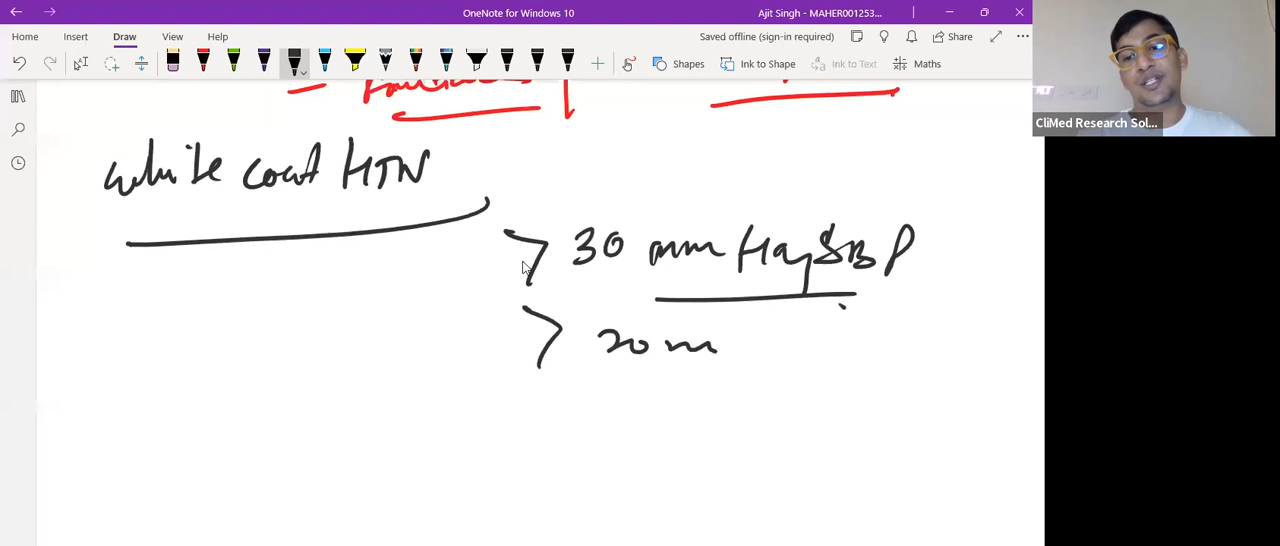 OneNote for Windows 10
Ajit Singh - MAHER001253...
Home Insert Draw View Help
Saved offline (sign-in required) Share
Shapes Ink to Shape Ink to Text Maths
CliMed Research Sol...
white coat HTN
> 30 mm Hg SBP
> 20 m